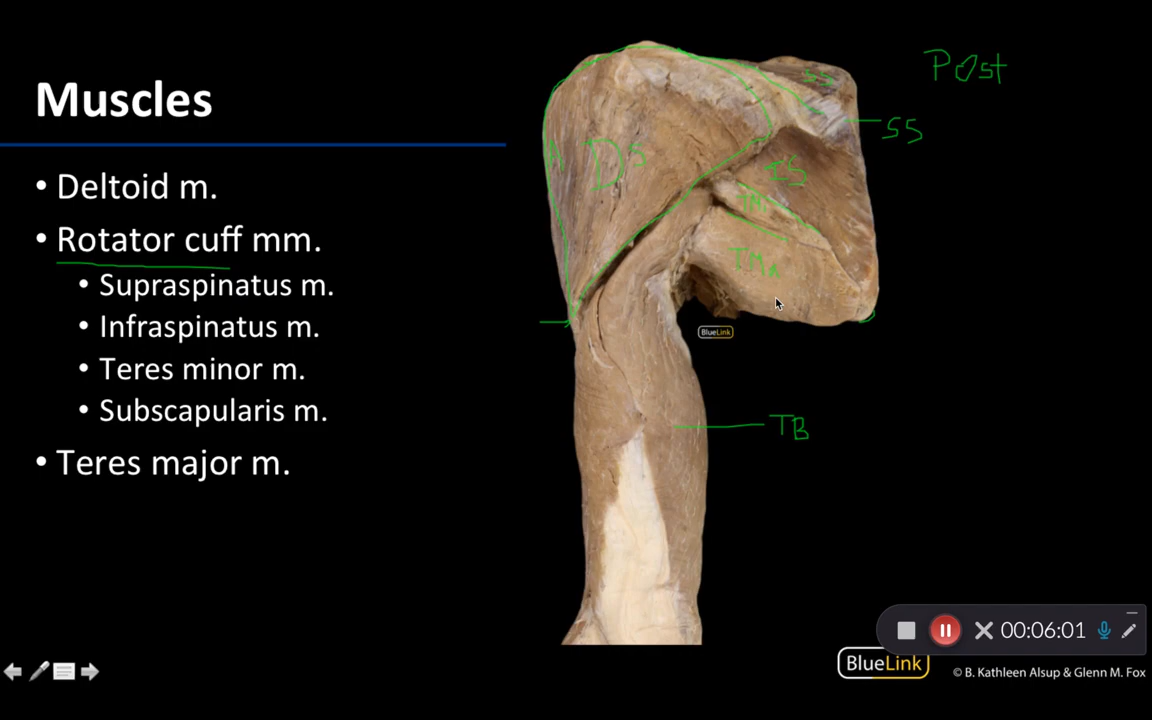 Muscles
• Deltoid m.
• Rotator cuff mm.
• Supraspinatus m.
• Infraspinatus m.
• Teres minor m.
• Subscapularis m.
• Teres major m.
Post
SS
SS
D S
IS
TMi
TMA
BlueLink
TB
00:06:01
BlueLink
© B. Kathleen Alsup & Glenn M. Fox